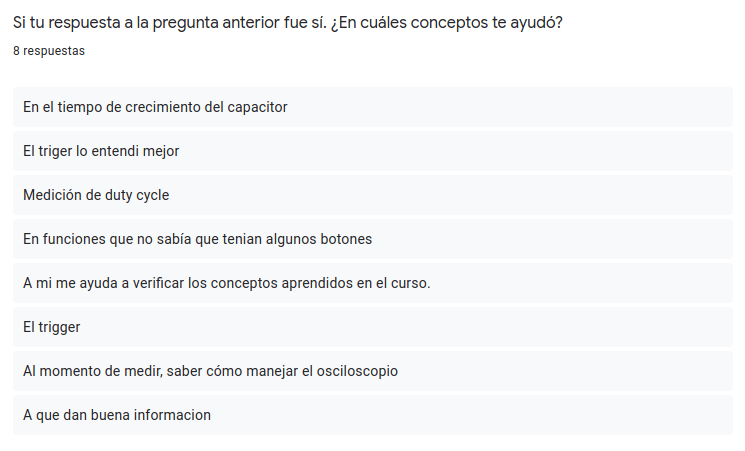 Si tu respuesta a la pregunta anterior fue sí. ¿En cuáles conceptos te ayudó?
8 respuestas
En el tiempo de crecimiento del capacitor
El triger lo entendi mejor
Medición de duty cycle
En funciones que no sabía que tenian algunos botones
A mi me ayuda a verificar los conceptos aprendidos en el curso.
El trigger
Al momento de medir, saber cómo manejar el osciloscopio
A que dan buena informacion